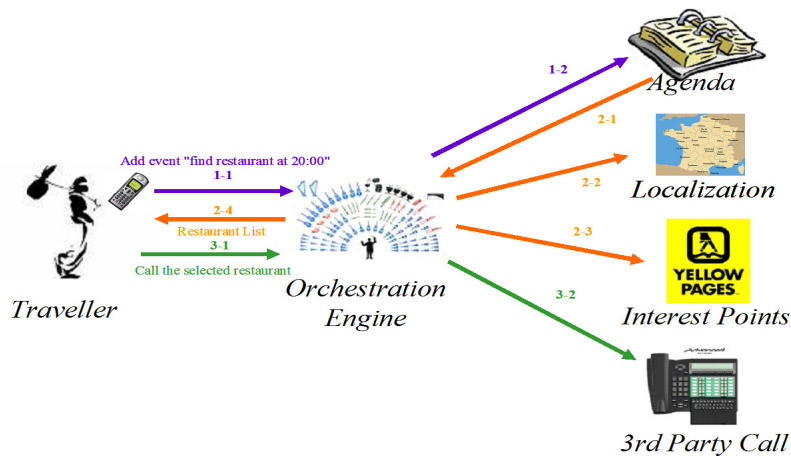 1-2
Agenda
2-1
Add event "find restaurant at 20:00"
1-1
2-2
Localization
2-4
Restaurant List
2-3
3-1
Call the selected restaurant
YELLOW
PAGES
Orchestration
Engine
Traveller
3-2
Interest Points
Advanced
3rd Party Call